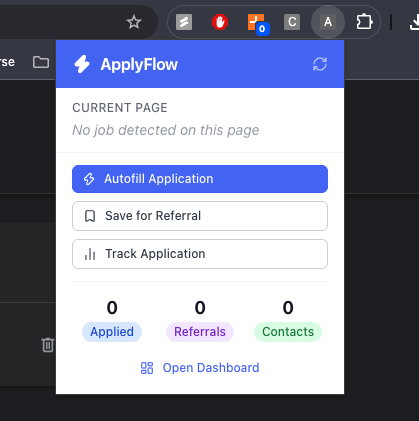 0
C
A
rse
ApplyFlow
CURRENT PAGE
No job detected on this page
Autofill Application
Save for Referral
Track Application
0 0 0
Applied Referrals Contacts
Open Dashboard